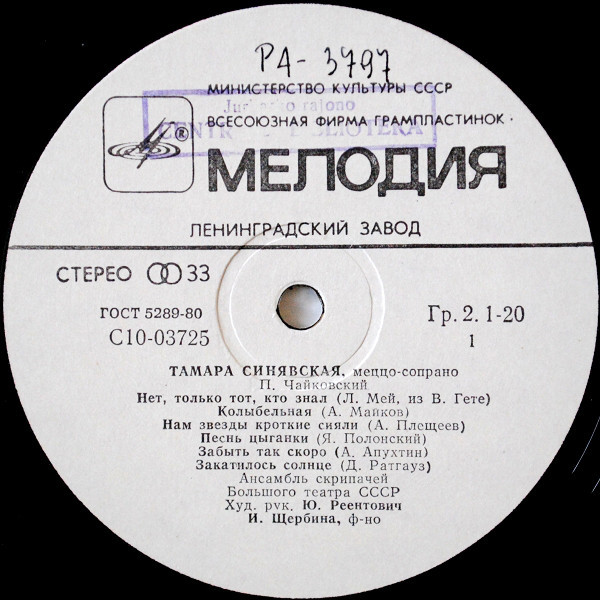 РА-3797
МИНИСТЕРСТВО КУЛЬТУРЫ СССР
rajono
ВСЕСОЮЗНАЯ ФИРМА ГРАМПЛАСТИНОК
®
МЕЛОДИЯ
ЛЕНИНГРАДСКИЙ ЗАВОД
СТЕРЕО 33
ГОСТ 5289-80
Гр. 2. 1-20
С10-03725
1
ТАМАРА СИНЯВСКАЯ, меццо-сопрано
П. Чайковский
Нет, только тот, кто знал (Л. Мей, из В. Гете)
Колыбельная (А. Майков)
Нам звезды кроткие сияли (А. Плещеев)
Песнь цыганки (Я. Полонский)
Забыть так скоро (А. Апухтин)
Закатилось солнце (Д. Ратгауз)
Ансамбль скрипачей
Большого театра СССР
Худ. рук. Ю. Реентович
И. Щербина, ф-но